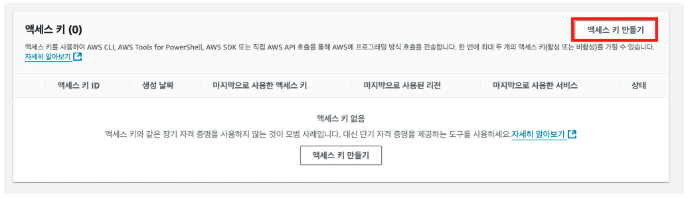 액세스 키 (0)
액세스 키 만들기
액세스 키를 사용하여 AWS CLI, AWS Tools for PowerShell, AWS SDK 또는 직접 AWS API 호출을 통해 AWS에 프로그래밍 방식 호출을 전송합니다. 한 번에 최대 두 개의 액세스 키(활성 또는 비활성)를 가질 수 있습니다.
자세히 알아보기
액세스 키 ID 생성 날짜 마지막으로 사용한 액세스 키 마지막으로 사용된 리전 마지막으로 사용한 서비스 상태
액세스 키 없음
액세스 키와 같은 장기 자격 증명을 사용하지 않는 것이 모범 사례입니다. 대신 단기 자격 증명을 제공하는 도구를 사용하세요.자세히 알아보기
액세스 키 만들기